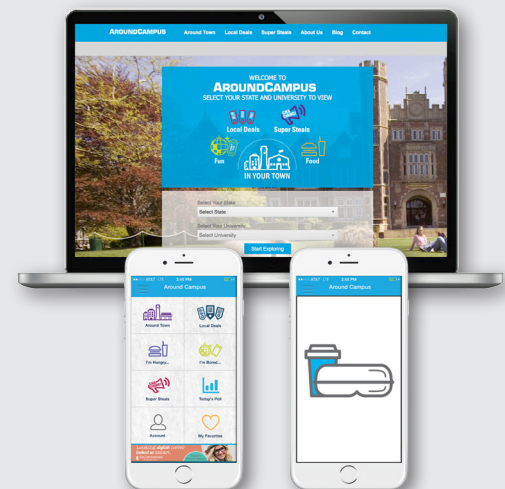 AROUNDCAMPUS
Around Town Local Deals Super Steals About Us Blog Contact
WELCOME TO
AROUNDCAMPUS
SELECT YOUR STATE AND UNIVERSITY TO VIEW
Local Deals Super Steals
Fun Food
IN YOUR TOWN
Select Your State
Select State
Select Your University
Select University
Start Exploring
AT&T LTE 2:45 PM
Around Campus
Around Town Local Deals
I'm Hungry... I'm Bored...
Super Steals Today's Poll
Account My Favorites
AT&T LTE 2:45 PM
Around Campus